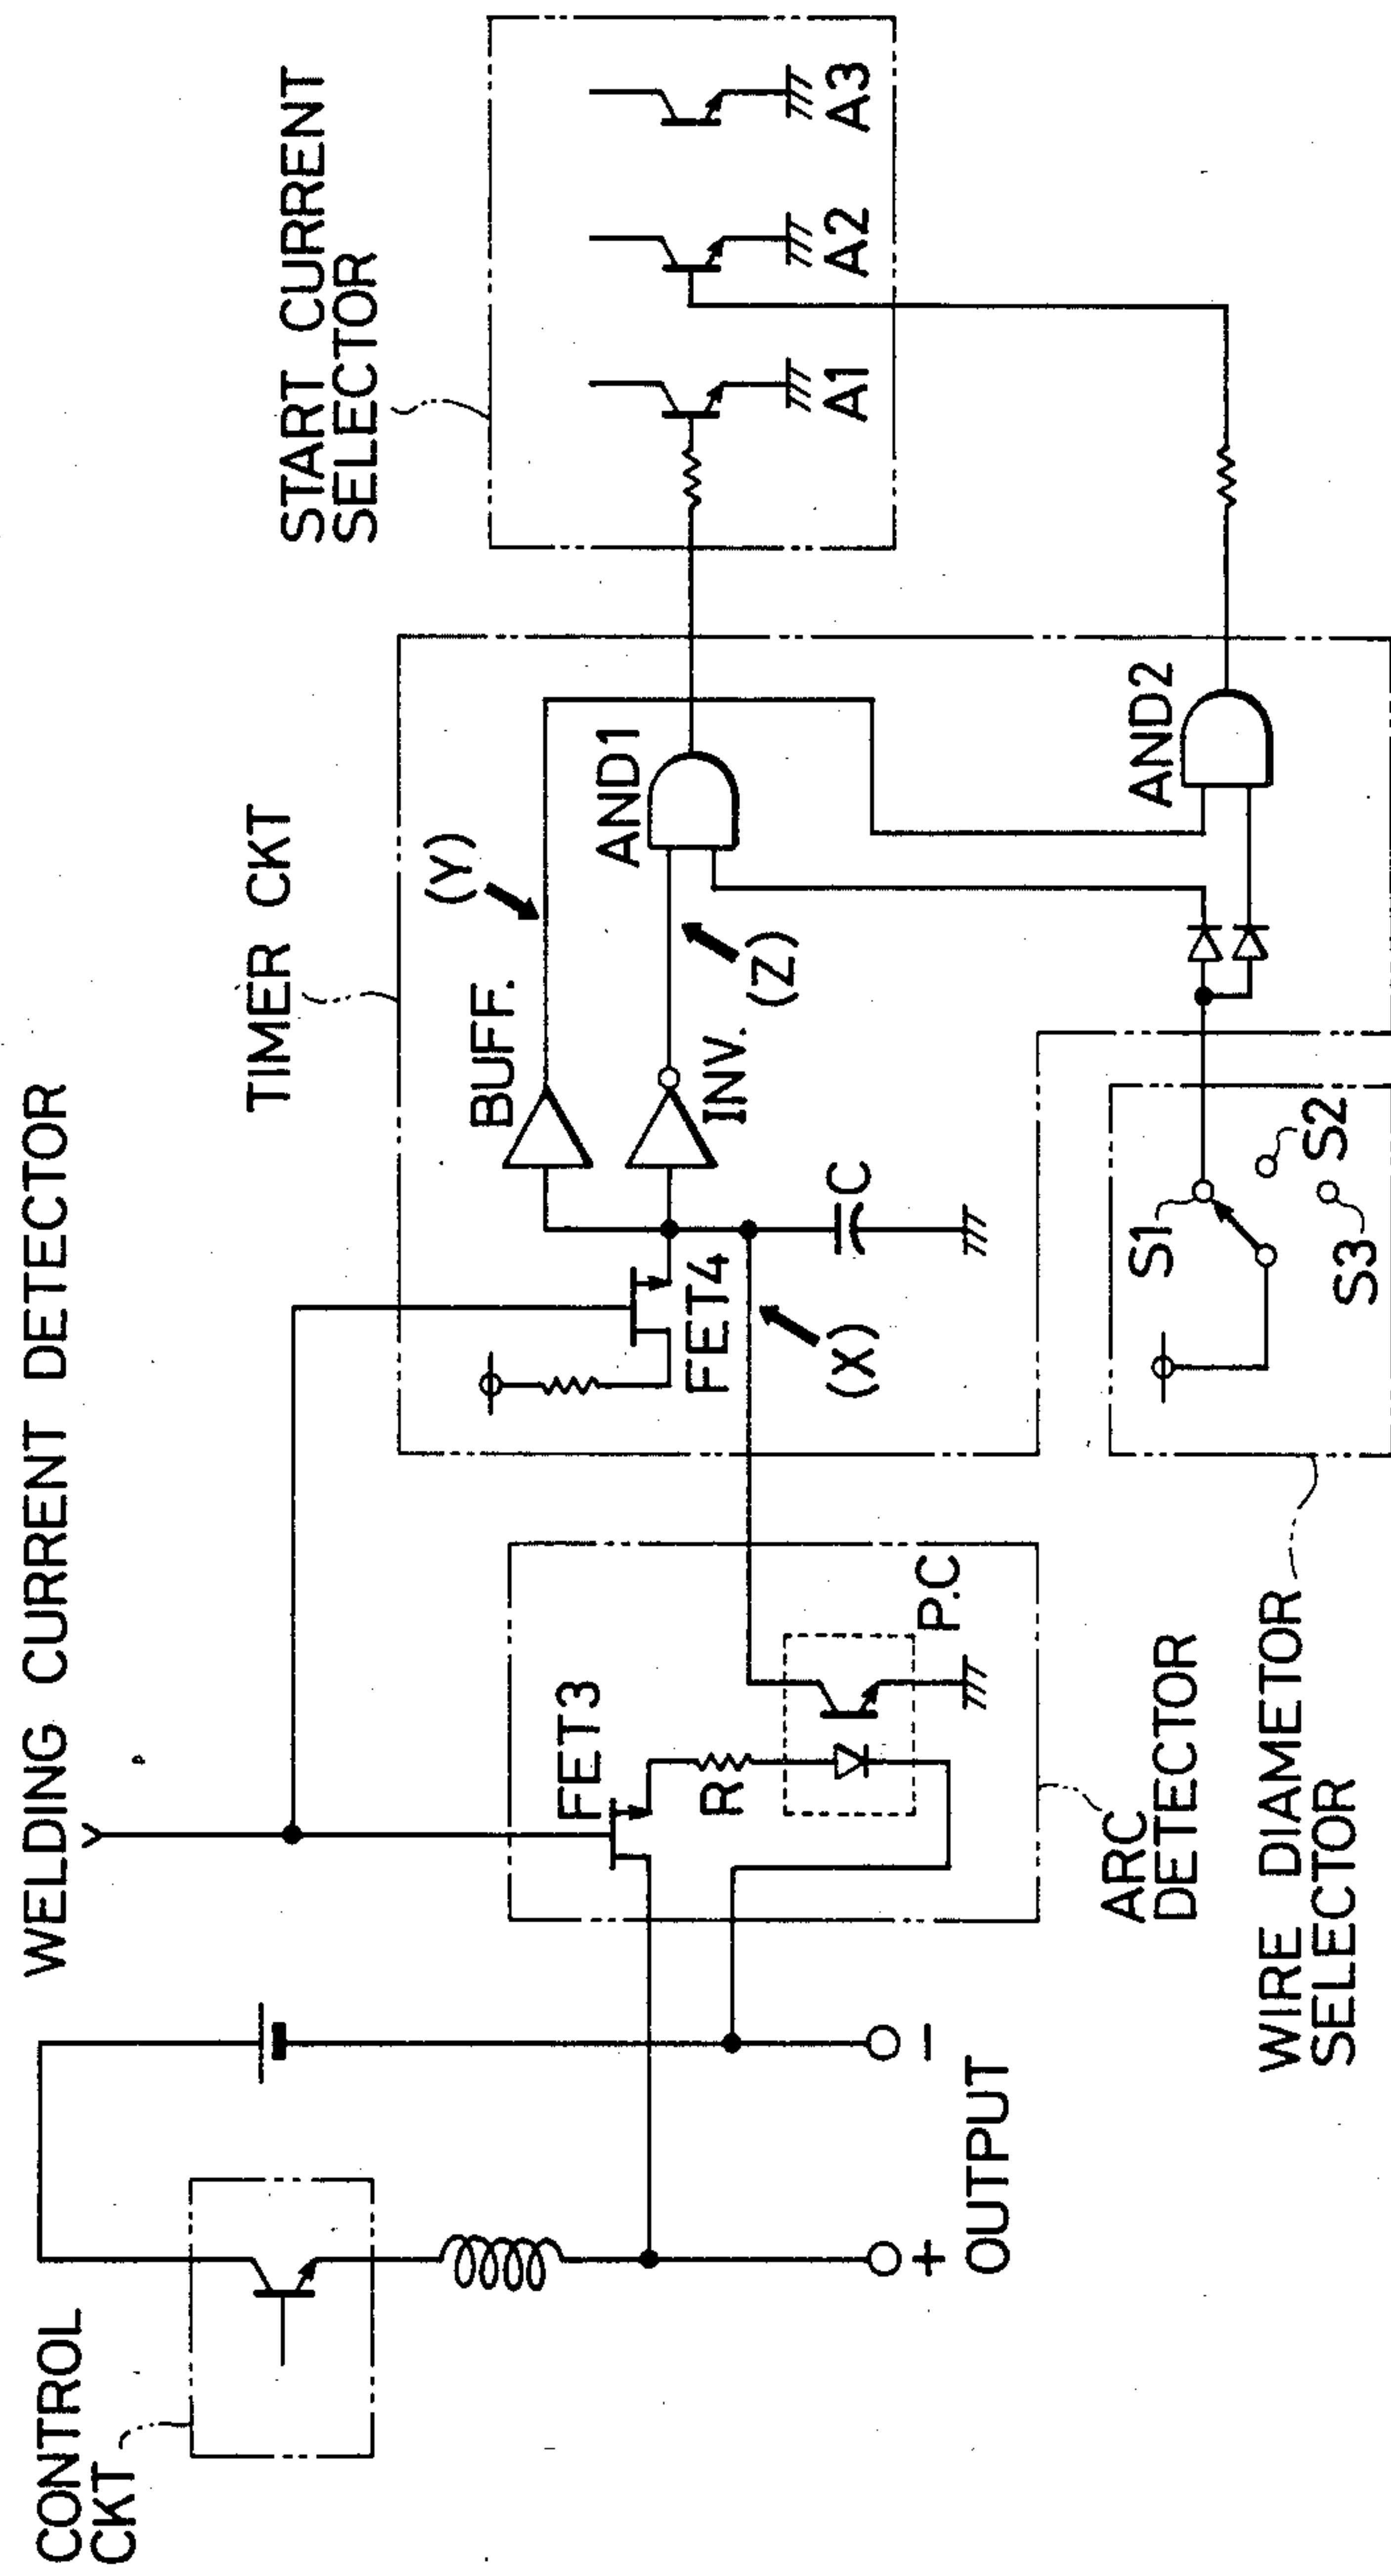 WELDING CURRENT DETECTOR
CONTROL
CKT
TIMER CKT
START CURRENT
SELECTOR
BUFF.
(Y)
AND1
INV.
(Z)
FET4
(X)
C
FET3
R
P.C
+
−
OUTPUT
ARC
DETECTOR
WIRE DIAMETOR
SELECTOR
S1
S2
S3
AND2
A1
A2
A3